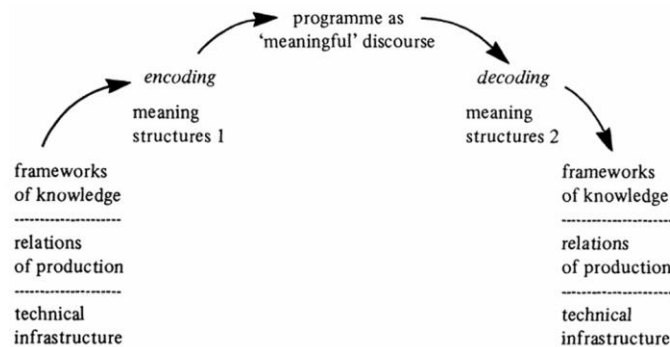 programme as
‘meaningful’ discourse
encoding
decoding
meaning
structures 1
meaning
structures 2
frameworks
of knowledge
frameworks
of knowledge
relations
of production
relations
of production
technical
infrastructure
technical
infrastructure